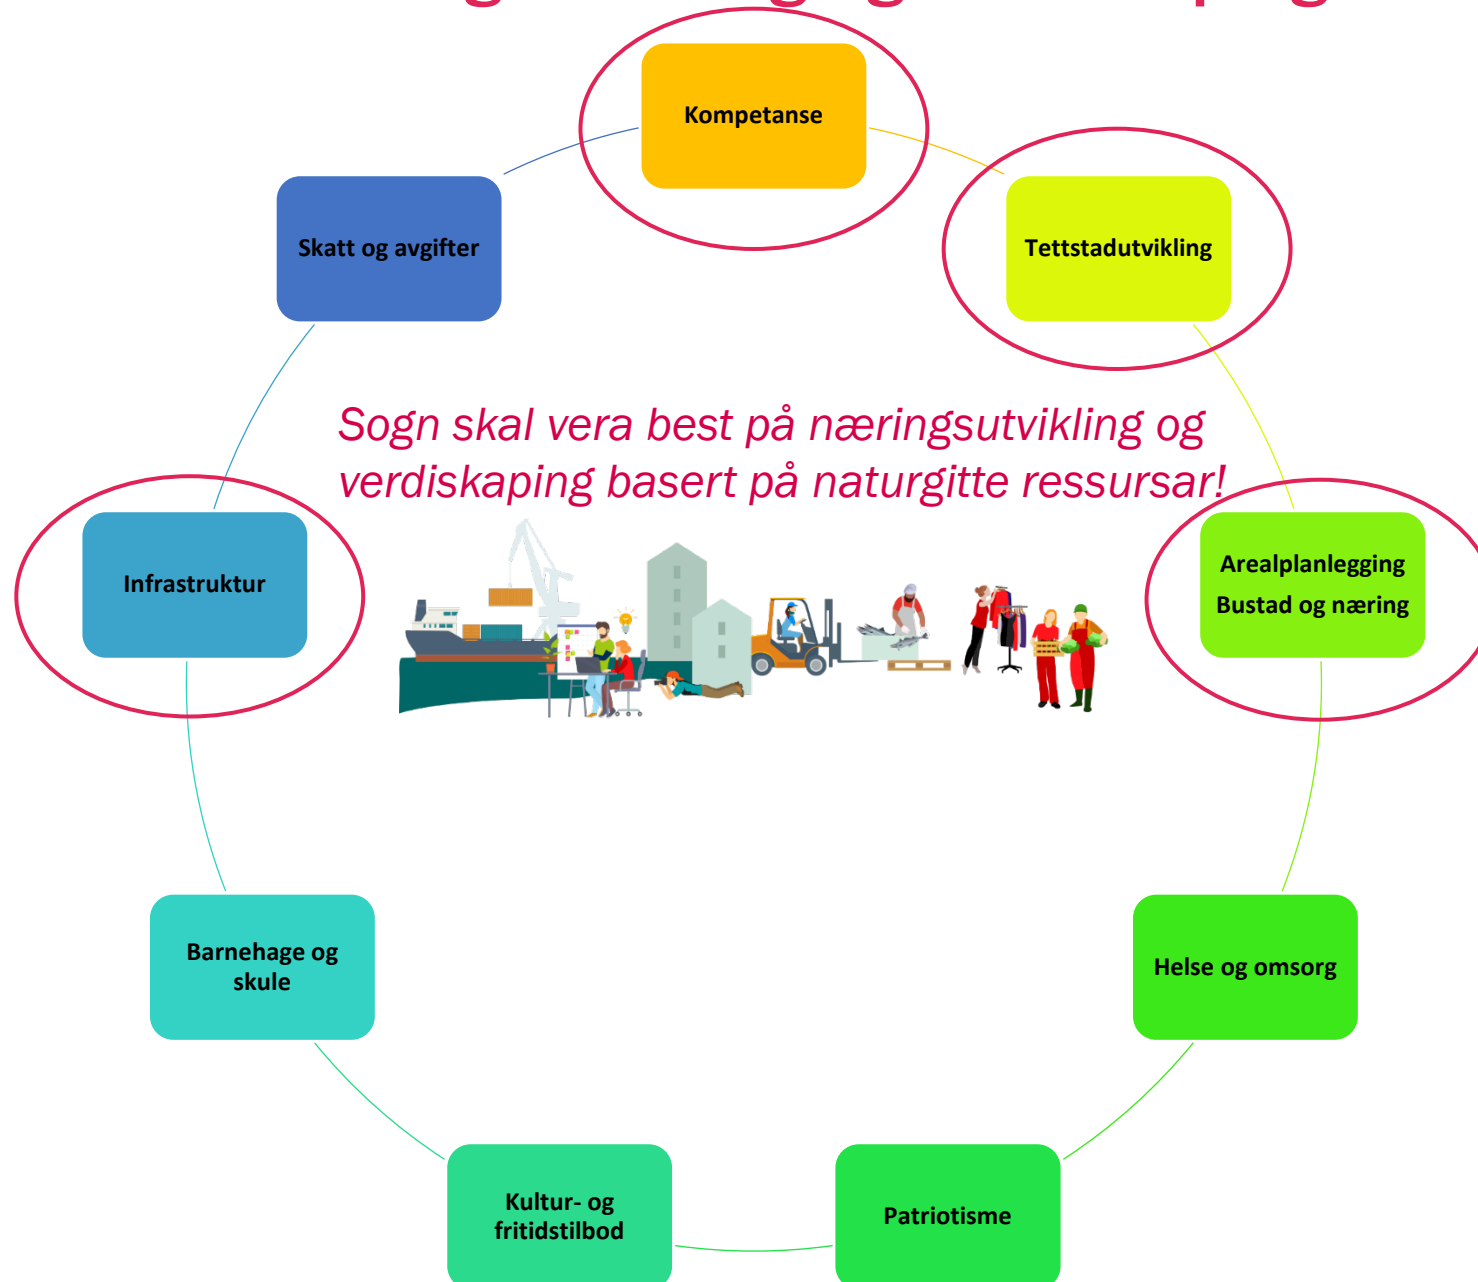 Kompetanse
Skatt og avgifter
Tettstadutvikling
Sogn skal vera best på næringsutvikling og
verdiskaping basert på naturgitte ressursar!
Infrastruktur
Arealplanlegging
Bustad og næring
Barnehage og
skule
Helse og omsorg
Kultur- og
fritidstilbod
Patriotisme